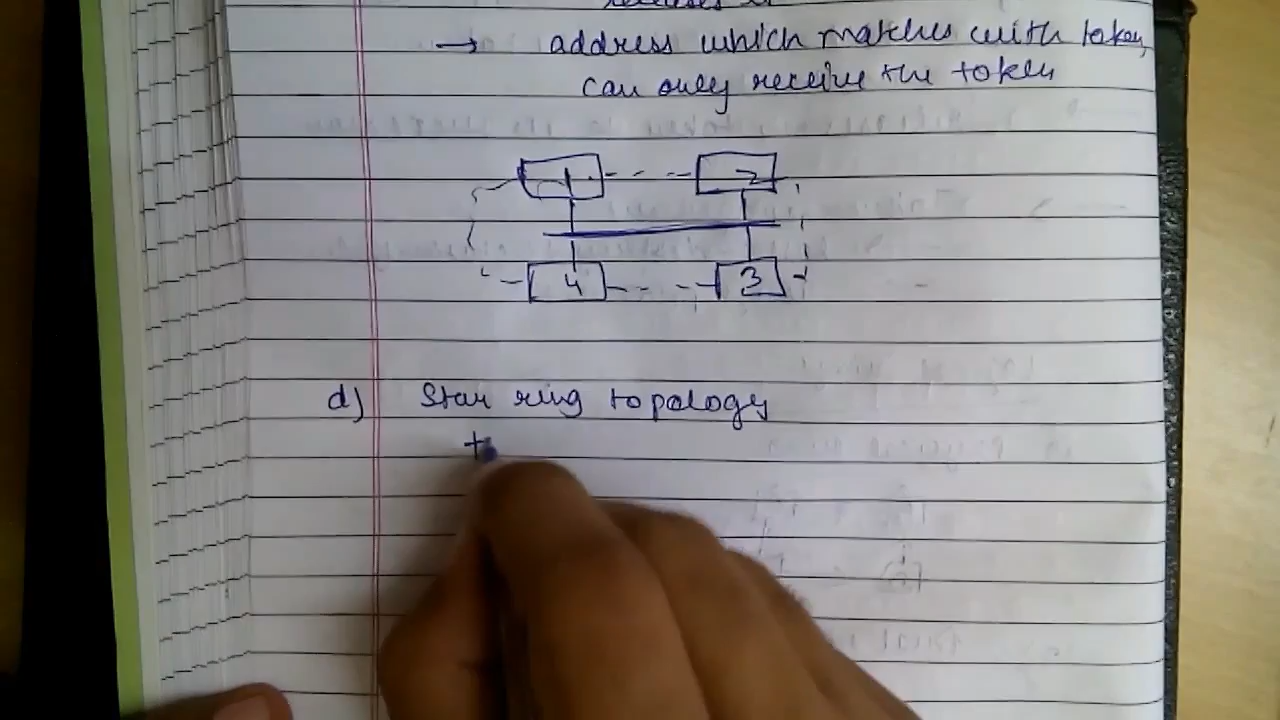 → address which matches with token,
can only receive the token
1 2
4 3
d) Star ring topology
t